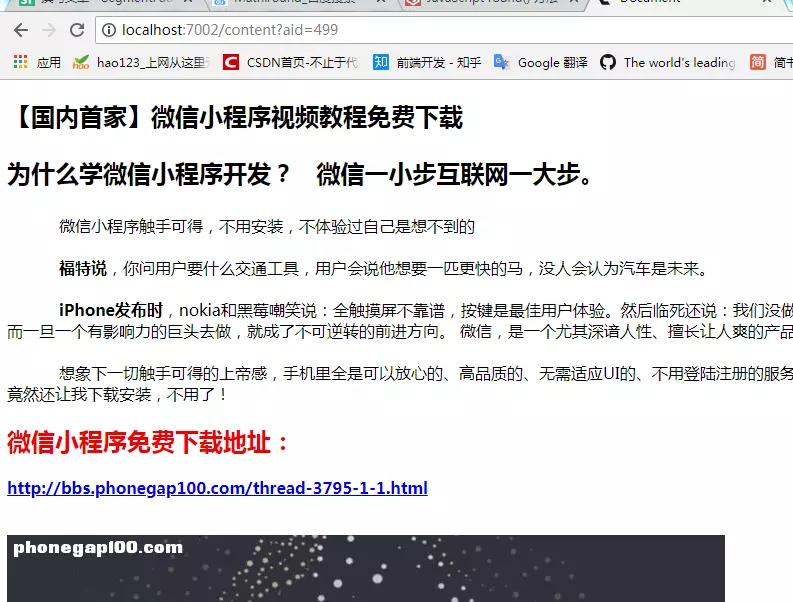 localhost:7002/content?aid=499
应用 hao123_上网从这里 CSDN首页-不止于代 知 前端开发 - 知乎 Google 翻译 The world's leading 简 简书
【国内首家】微信小程序视频教程免费下载
为什么学微信小程序开发？ 微信一小步互联网一大步。
微信小程序触手可得，不用安装，不体验过自己是想不到的
福特说，你问用户要什么交通工具，用户会说他想要一匹更快的马，没人会认为汽车是未来。
iPhone发布时，nokia和黑莓嘲笑说：全触摸屏不靠谱，按键是最佳用户体验。然后临死还说：我们没做
而一旦一个有影响力的巨头去做，就成了不可逆转的前进方向。 微信，是一个尤其深谙人性、擅长让人爽的产品
想象下一切触手可得的上帝感，手机里全是可以放心的、高品质的、无需适应UI的、不用登陆注册的服务
竟然还让我下载安装，不用了！
微信小程序免费下载地址：
http://bbs.phonegap100.com/thread-3795-1-1.html
phonegap100.com